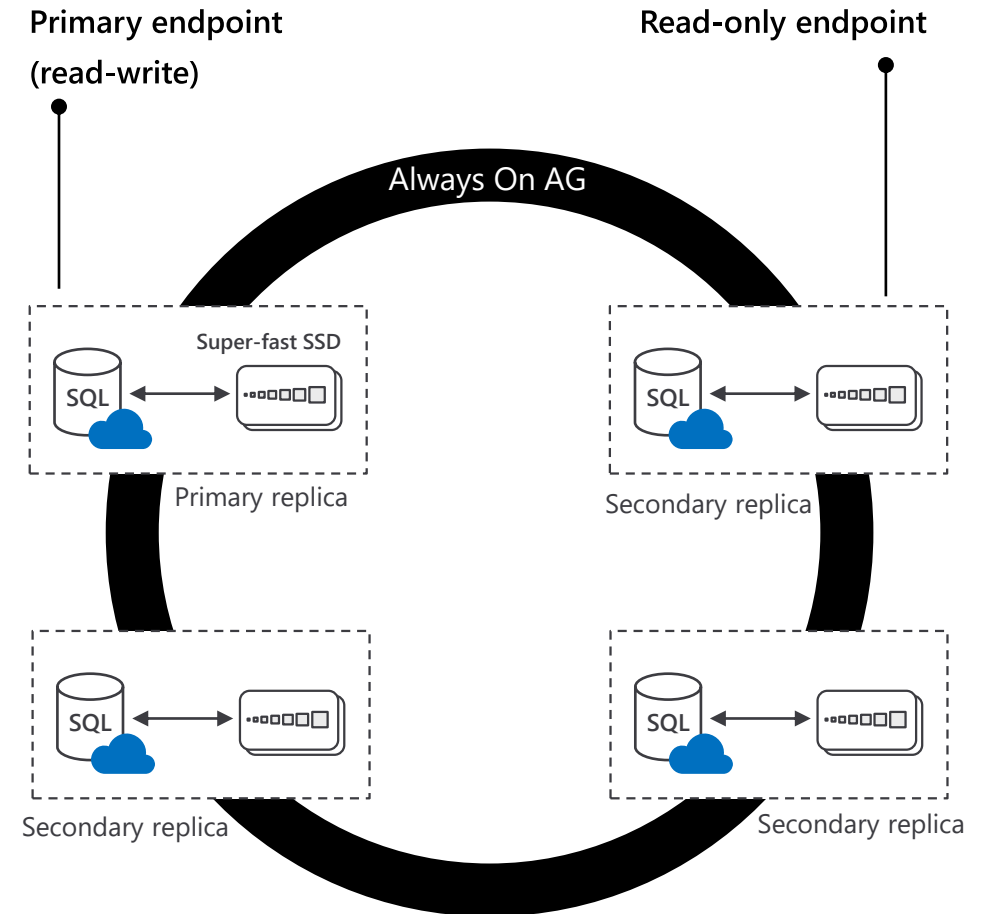 Primary endpoint
(read-write)
Read-only endpoint
Always On AG
Super-fast SSD
SQL
Primary replica
SQL
Secondary replica
SQL
Secondary replica
SQL
Secondary replica